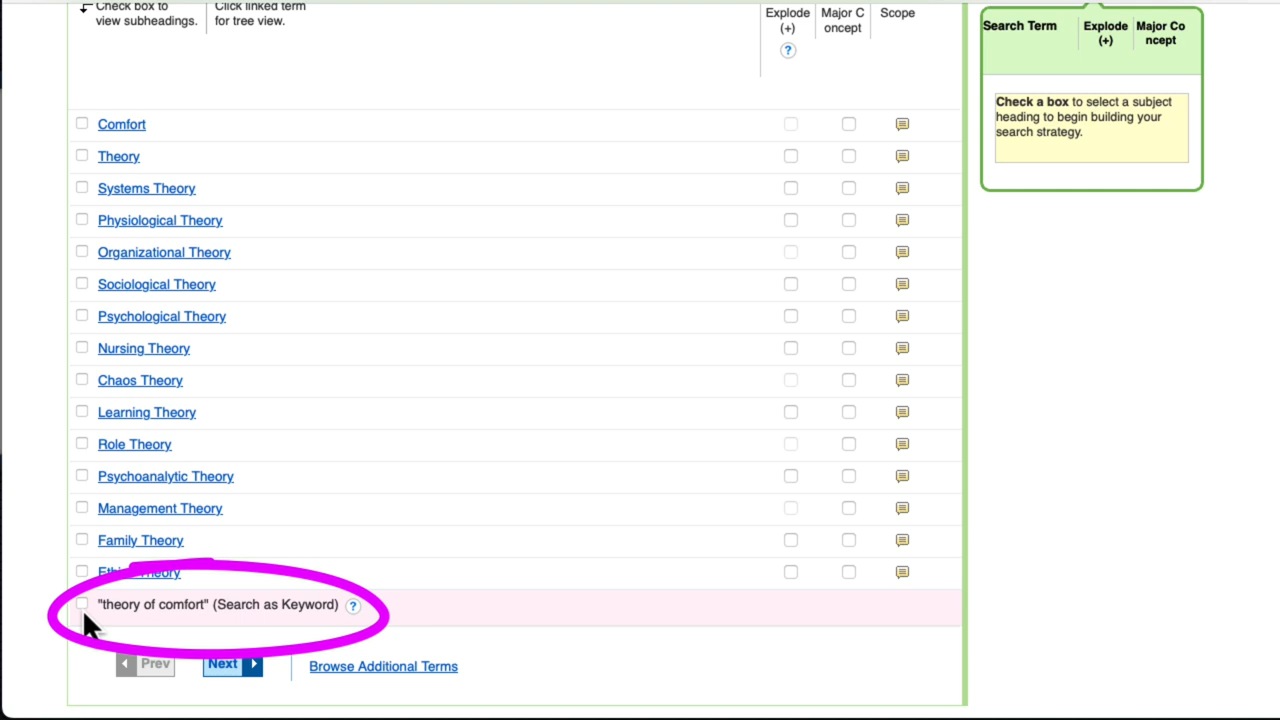 Check box to
view subheadings.
Click linked term
for tree view.
Explode
(+)
?
Major C
oncept
Scope
Search Term
Explode
(+)
Major Co
ncept
Check a box to select a subject
heading to begin building your
search strategy.
Comfort
Theory
Systems Theory
Physiological Theory
Organizational Theory
Sociological Theory
Psychological Theory
Nursing Theory
Chaos Theory
Learning Theory
Role Theory
Psychoanalytic Theory
Management Theory
Family Theory
Theory
"theory of comfort" (Search as Keyword) ?
Prev
Next
Browse Additional Terms